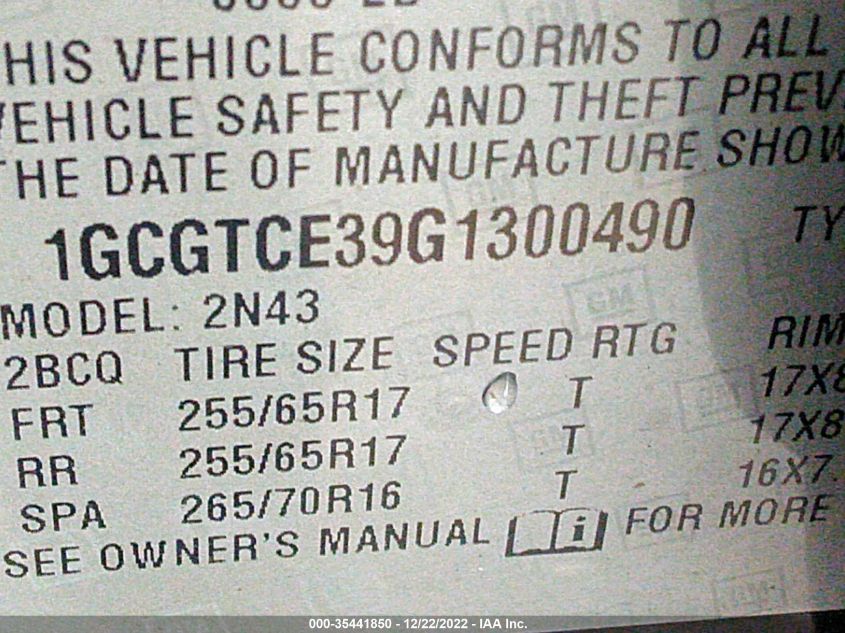 HIS VEHICLE CONFORMS TO ALL
VEHICLE SAFETY AND THEFT PREV
THE DATE OF MANUFACTURE SHOW
1GCGTCE39G1300490 TY
MODEL: 2N43
2BCQ TIRE SIZE SPEED RTG RIM
FRT 255/65R17 T 17X8
RR 255/65R17 T 17X8
SPA 265/70R16 T 16X7
SEE OWNER'S MANUAL i FOR MORE
GM
000-35441850 - 12/22/2022 - IAA Inc.